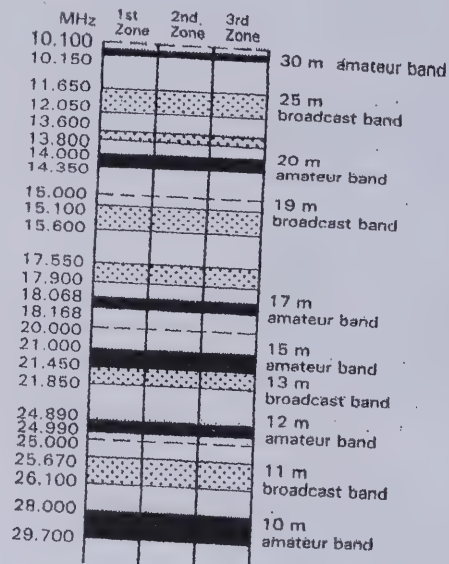 MHz 1st Zone 2nd. Zone 3rd Zone
10.100
10.150
30 m amateur band
11.650
12.050
25 m
broadcast band
13.600
13.800
14.000
14.350
20 m
amateur band
15.000
15.100
15.600
19 m
broadcast band
17.550
17.900
18.068
18.168
17 m
amateur band
20.000
21.000
21.450
15 m
amateur band
21.850
13 m
broadcast band
24.890
24.990
25.000
12 m
amateur band
25.670
26.100
11 m
broadcast band
28.000
29.700
10 m
amateur band